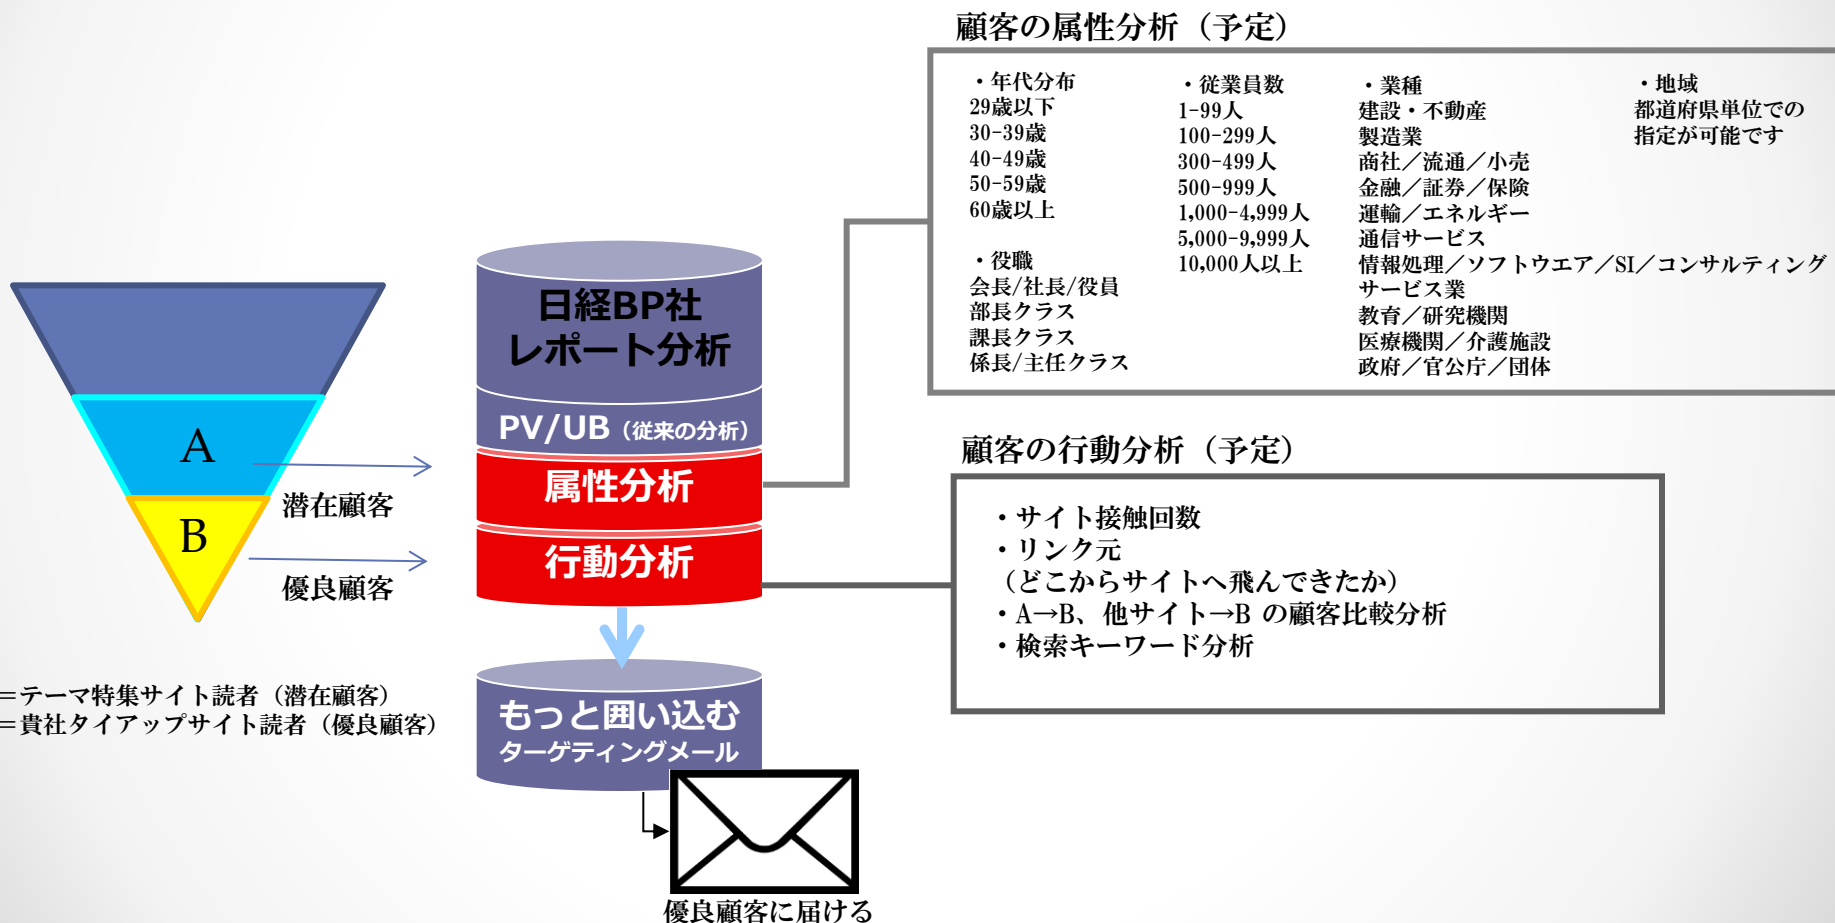 顧客の属性分析（予定）
・年代分布
29歳以下
30-39歳
40-49歳
50-59歳
60歳以上
・役職
会長/社長/役員
部長クラス
課長クラス
係長/主任クラス
・従業員数
1-99人
100-299人
300-499人
500-999人
1,000-4,999人
5,000-9,999人
10,000人以上
・業種
建設・不動産
製造業
商社／流通／小売
金融／証券／保険
運輸／エネルギー
通信サービス
情報処理／ソフトウエア／SI／コンサルティング
サービス業
教育／研究機関
医療機関／介護施設
政府／官公庁／団体
・地域
都道府県単位での
指定が可能です
日経BP社
レポート分析
PV/UB（従来の分析）
属性分析
行動分析
A
潜在顧客
B
優良顧客
顧客の行動分析（予定）
・サイト接触回数
・リンク元
（どこからサイトへ飛んできたか）
・A→B、他サイト→B の顧客比較分析
・検索キーワード分析
＝テーマ特集サイト読者（潜在顧客）
＝貴社タイアップサイト読者（優良顧客）
もっと囲い込む
ターゲティングメール
優良顧客に届ける